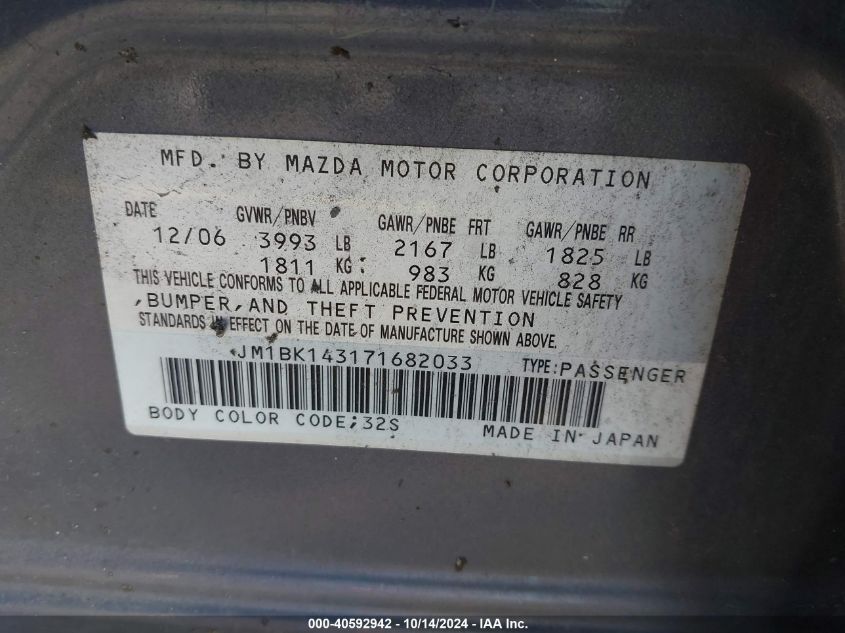 MFD. BY MAZDA MOTOR CORPORATION
DATE GVWR/PNBV GAWR/PNBE FRT GAWR/PNBE RR
12/06 3993 LB 2167 LB 1825 LB
1811 KG 983 KG 828 KG
THIS VEHICLE CONFORMS TO ALL APPLICABLE FEDERAL MOTOR VEHICLE SAFETY
,BUMPER,AND THEFT PREVENTION
STANDARDS IN EFFECT ON THE DATE OF MANUFACTURE SHOWN ABOVE.
JM1BK143171682033 TYPE:PASSENGER
BODY COLOR CODE;32S MADE IN JAPAN
000-40592942 - 10/14/2024 - IAA Inc.